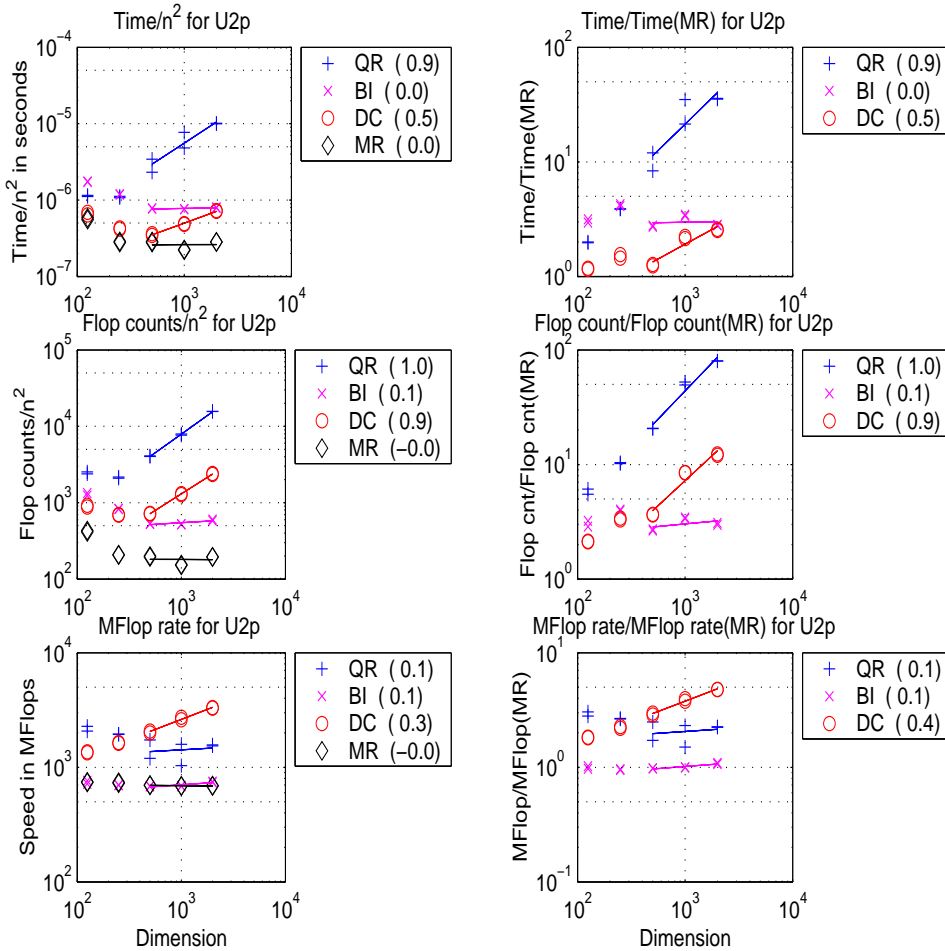 Time/n² for U2p
Time/n² in seconds
10⁻⁴
10⁻⁵
10⁻⁶
10⁻⁷
10² 10³ 10⁴
QR ( 0.9)
BI ( 0.0)
DC ( 0.5)
MR ( 0.0)
Time/Time(MR) for U2p
Time/Time(MR)
10²
10¹
10⁰
10² 10³ 10⁴
QR ( 0.9)
BI ( 0.0)
DC ( 0.5)
Flop counts/n² for U2p
Flop counts/n²
10⁵
10⁴
10³
10²
10² 10³ 10⁴
QR ( 1.0)
BI ( 0.1)
DC ( 0.9)
MR (−0.0)
Flop count/Flop count(MR) for U2p
Flop cnt/Flop cnt(MR)
10²
10¹
10⁰
10² 10³ 10⁴
QR ( 1.0)
BI ( 0.1)
DC ( 0.9)
MFlop rate for U2p
Speed in MFlops
10⁴
10³
10²
10² 10³ 10⁴
Dimension
QR ( 0.1)
BI ( 0.1)
DC ( 0.3)
MR (−0.0)
MFlop rate/MFlop rate(MR) for U2p
MFlop/MFlop(MR)
10¹
10⁰
10⁻¹
10² 10³ 10⁴
Dimension
QR ( 0.1)
BI ( 0.1)
DC ( 0.4)